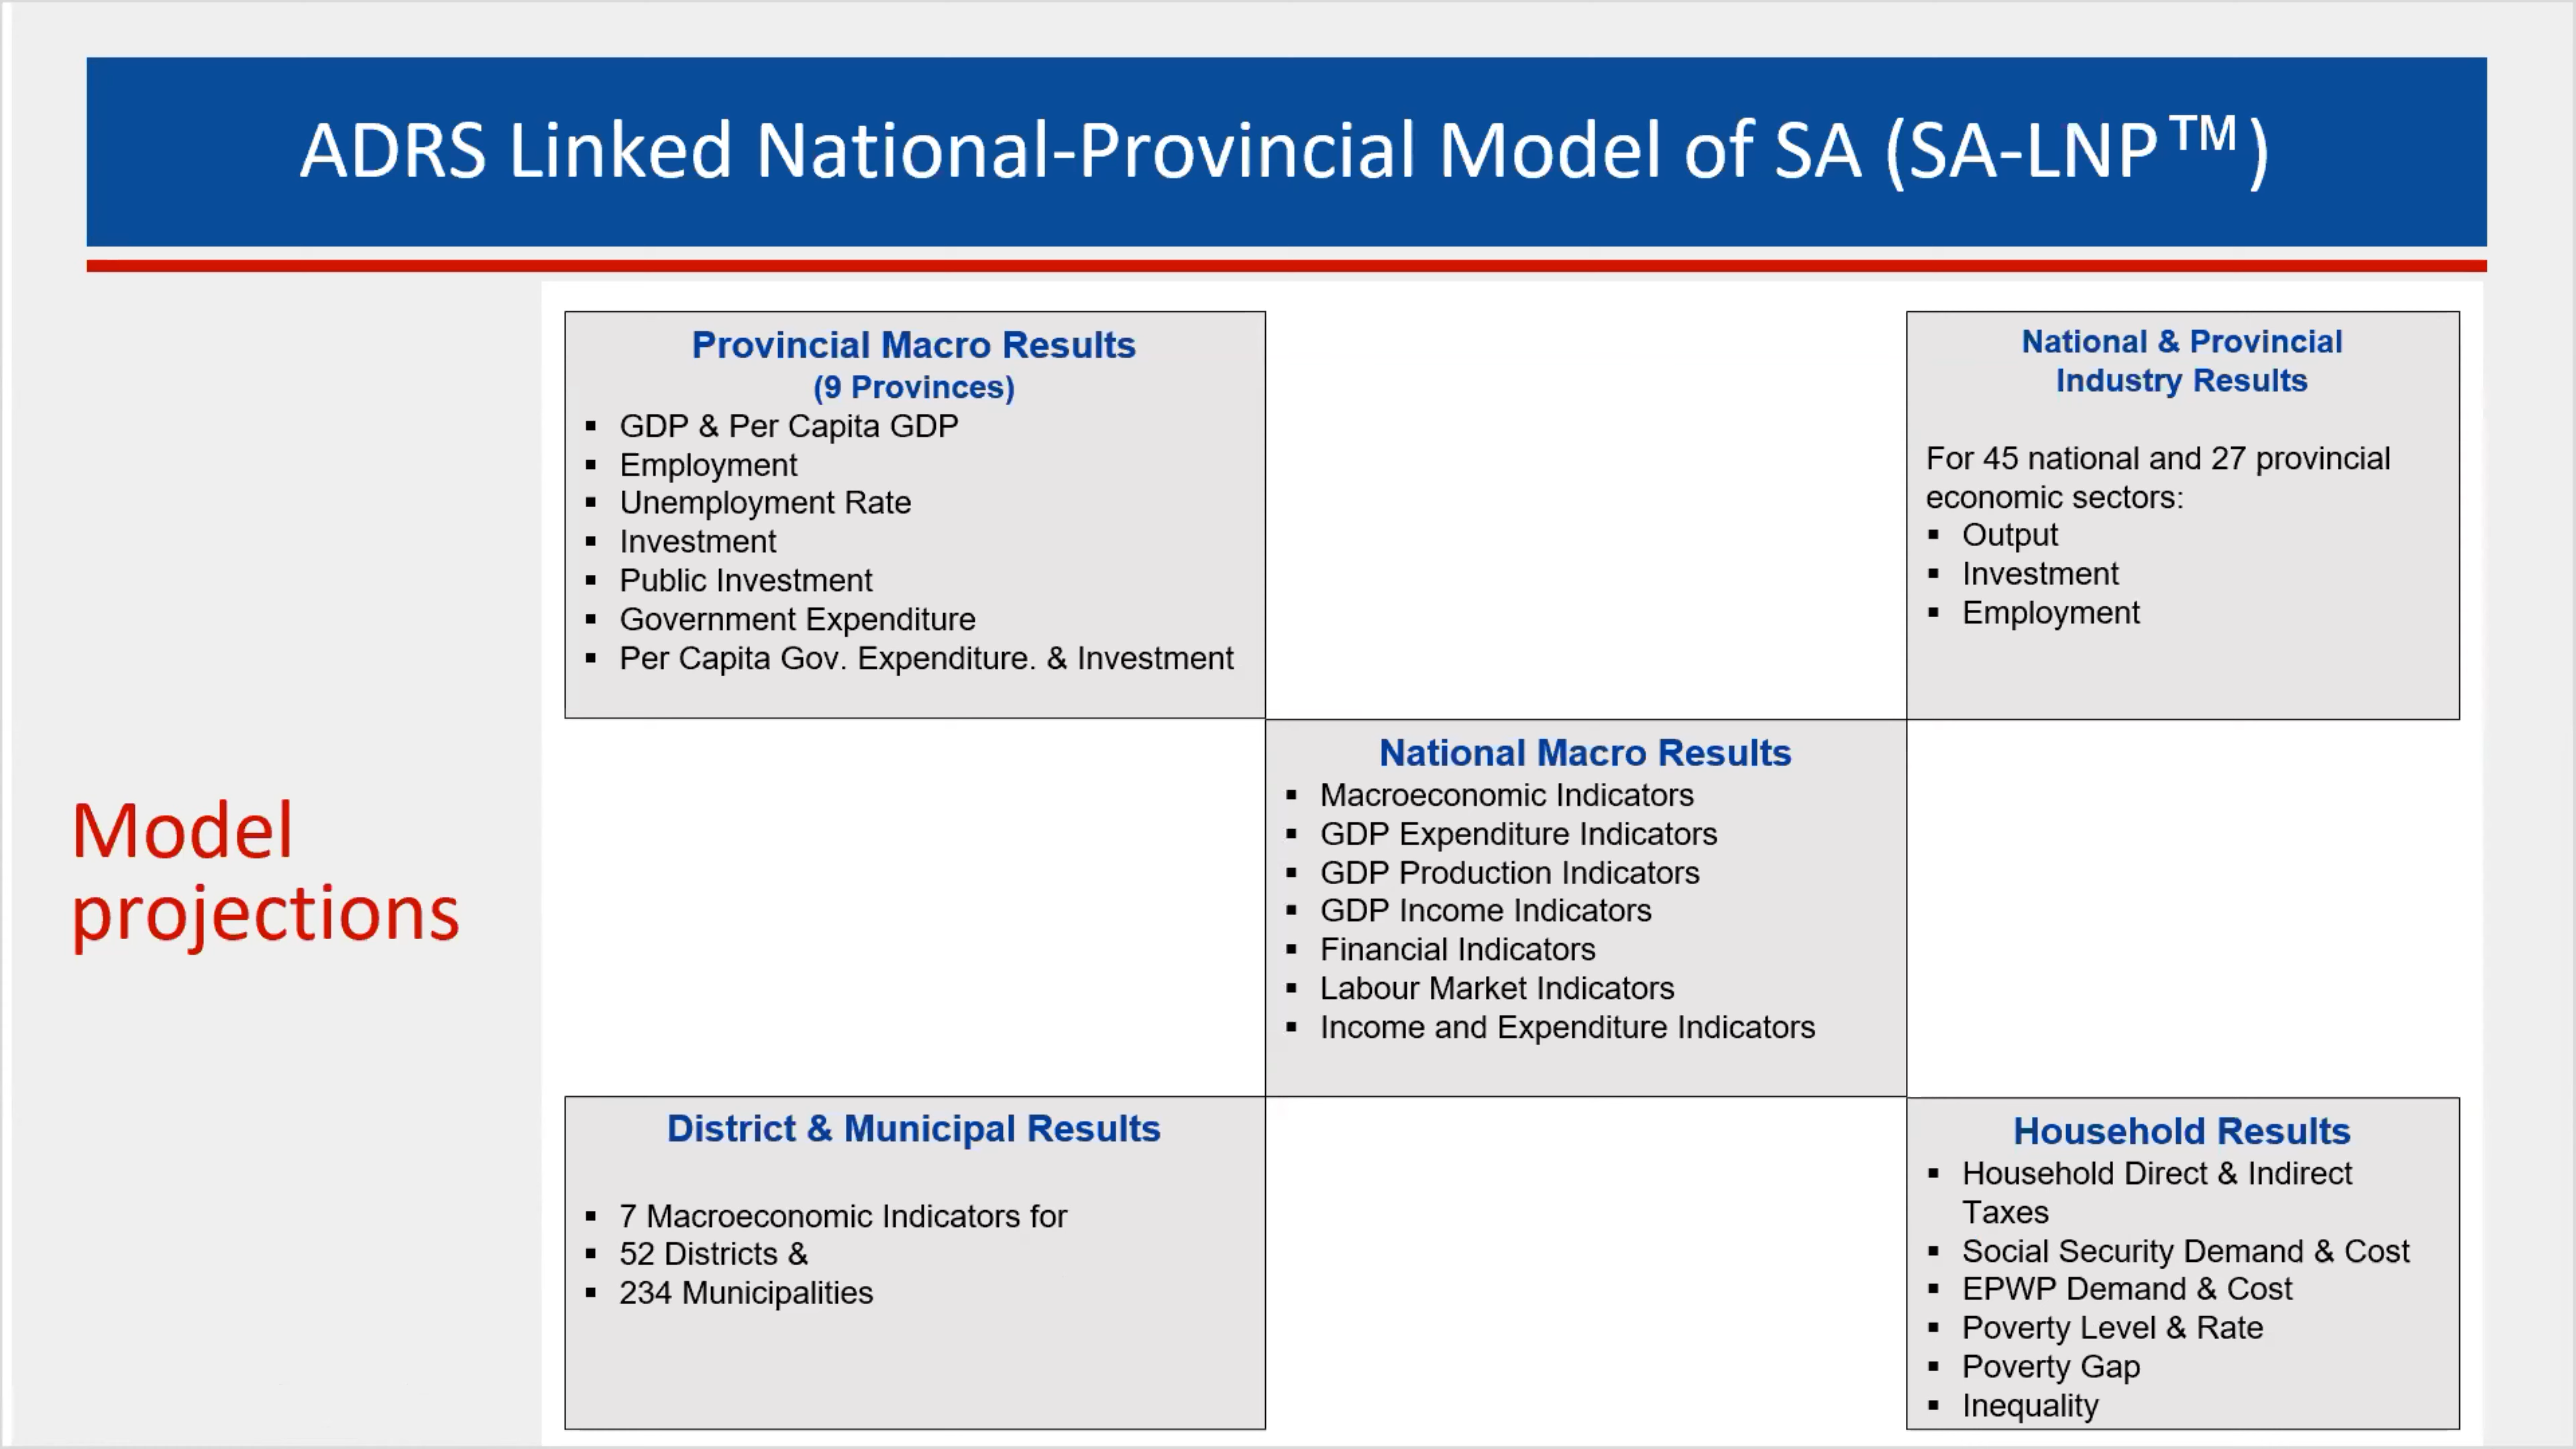 ADRS Linked National-Provincial Model of SA (SA-LNP™)
Model
projections
Provincial Macro Results
(9 Provinces)
▪ GDP & Per Capita GDP
▪ Employment
▪ Unemployment Rate
▪ Investment
▪ Public Investment
▪ Government Expenditure
▪ Per Capita Gov. Expenditure. & Investment
National & Provincial
Industry Results
For 45 national and 27 provincial
economic sectors:
▪ Output
▪ Investment
▪ Employment
National Macro Results
▪ Macroeconomic Indicators
▪ GDP Expenditure Indicators
▪ GDP Production Indicators
▪ GDP Income Indicators
▪ Financial Indicators
▪ Labour Market Indicators
▪ Income and Expenditure Indicators
District & Municipal Results
▪ 7 Macroeconomic Indicators for
▪ 52 Districts &
▪ 234 Municipalities
Household Results
▪ Household Direct & Indirect
Taxes
▪ Social Security Demand & Cost
▪ EPWP Demand & Cost
▪ Poverty Level & Rate
▪ Poverty Gap
▪ Inequality